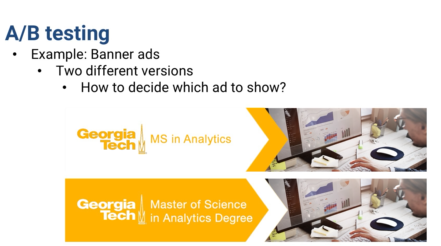 A/B testing
• Example: Banner ads
• Two different versions
• How to decide which ad to show?
Georgia
Tech
MS in Analytics
Georgia
Tech
Master of Science
in Analytics Degree